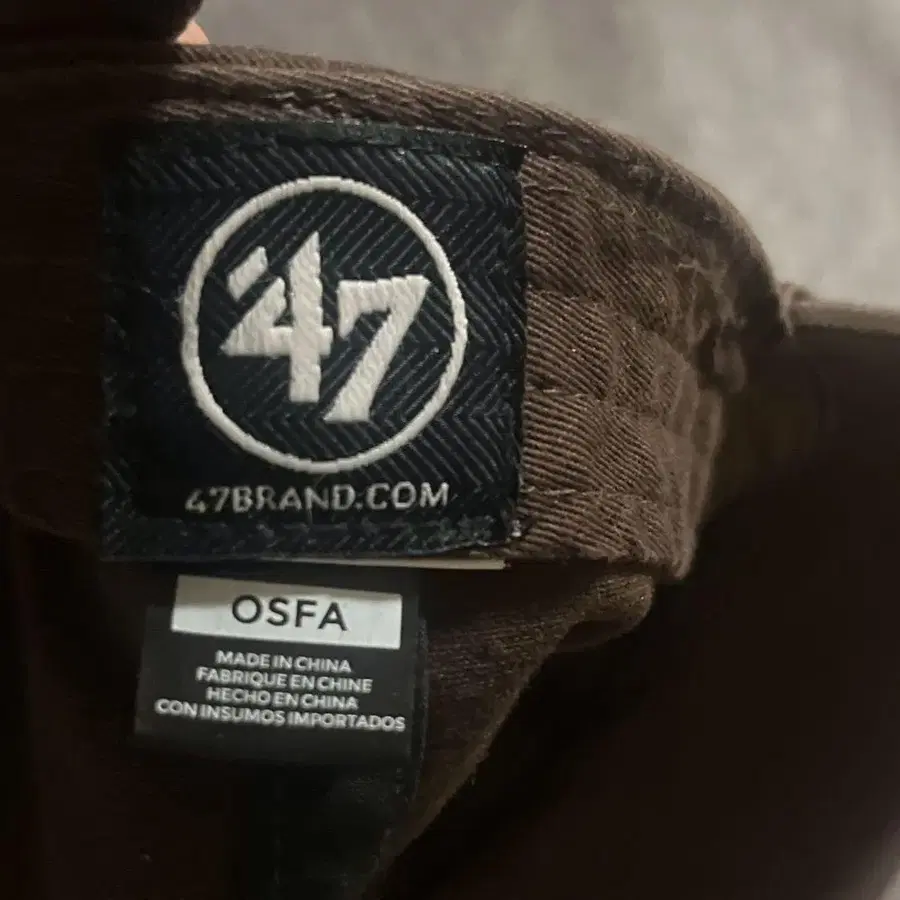 '47
47BRAND.COM
OSFA
MADE IN CHINA
FABRIQUE EN CHINE
HECHO EN CHINA
CON INSUMOS IMPORTADOS